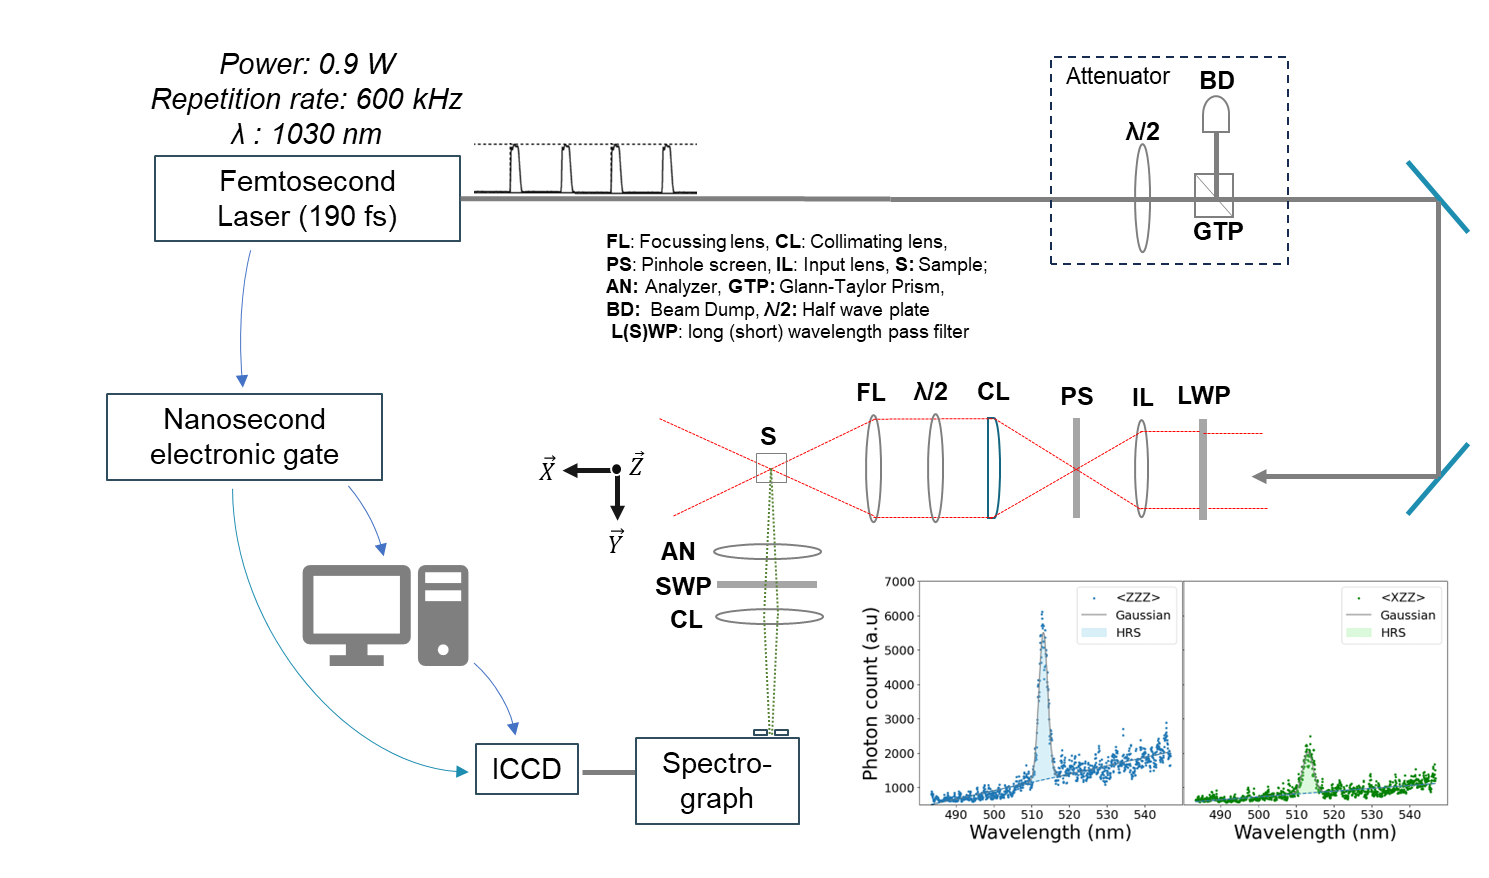 Power: 0.9 W
Repetition rate: 600 kHz
λ : 1030 nm
Femtosecond
Laser (190 fs)
Attenuator
BD
λ/2
GTP
FL: Focussing lens, CL: Collimating lens,
PS: Pinhole screen, IL: Input lens, S: Sample;
AN: Analyzer, GTP: Glann-Taylor Prism,
BD: Beam Dump, λ/2: Half wave plate
L(S)WP: long (short) wavelength pass filter
Nanosecond
electronic gate
FL
λ/2
CL
PS
IL
LWP
S
X⃗
Z⃗
Y⃗
AN
SWP
CL
ICCD
Spectro-
graph
Photon count (a.u)
7000
6000
5000
4000
3000
2000
1000
<ZZZ>
Gaussian
HRS
490 500 510 520 530 540
Wavelength (nm)
<XZZ>
Gaussian
HRS
490 500 510 520 530 540
Wavelength (nm)